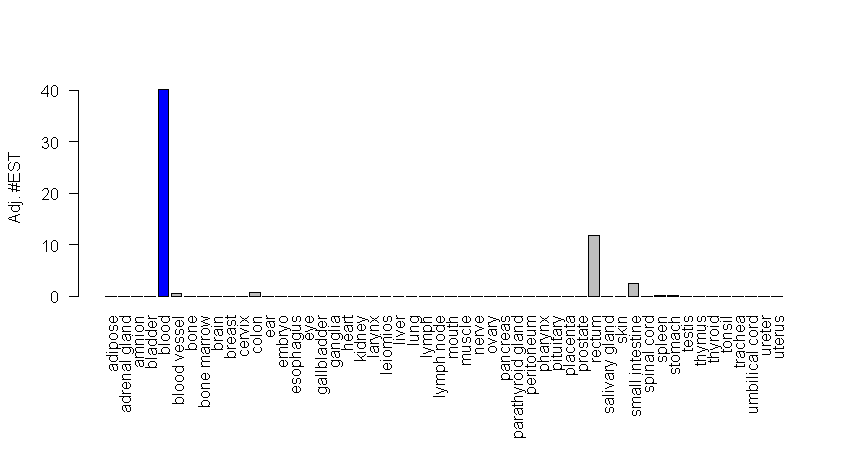 Adj. #EST
40
30
20
10
0
adipose
adrenal gland
amnion
bladder
blood
blood vessel
bone
bone marrow
brain
breast
cervix
colon
ear
embryo
esophagus
eye
gallbladder
ganglia
heart
kidney
larynx
leiomios
liver
lung
lymph
lymph node
mouth
muscle
nerve
ovary
pancreas
parathyroid gland
peritoneum
pharynx
pituitary
placenta
prostate
rectum
salivary gland
skin
small intestine
spinal cord
spleen
stomach
testis
thymus
thyroid
tonsil
trachea
umbilical cord
ureter
uterus